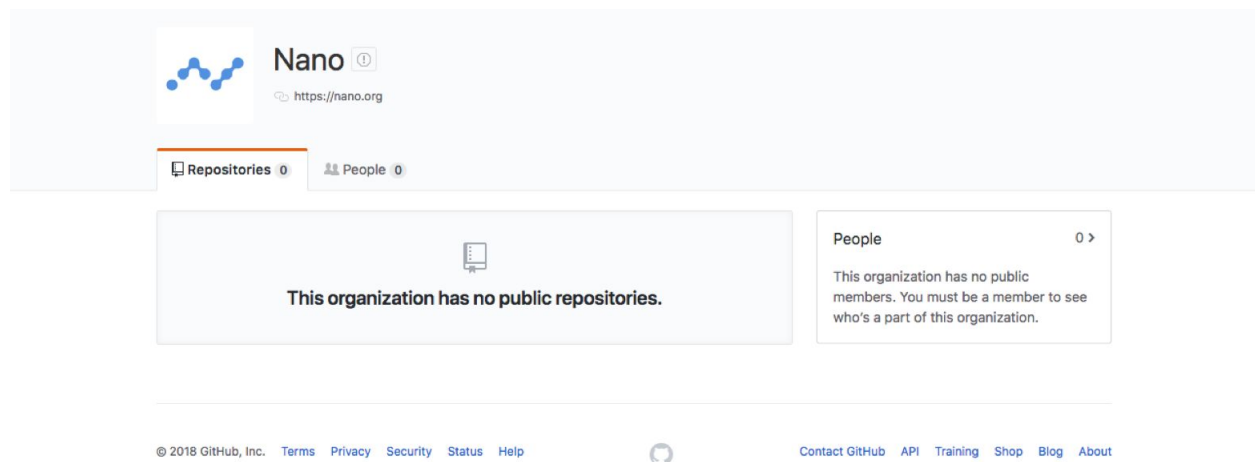 Nano
https://nano.org
Repositories 0
People 0
This organization has no public repositories.
People 0
This organization has no public
members. You must be a member to see
who's a part of this organization.
© 2018 GitHub, Inc. Terms Privacy Security Status Help
Contact GitHub API Training Shop Blog About